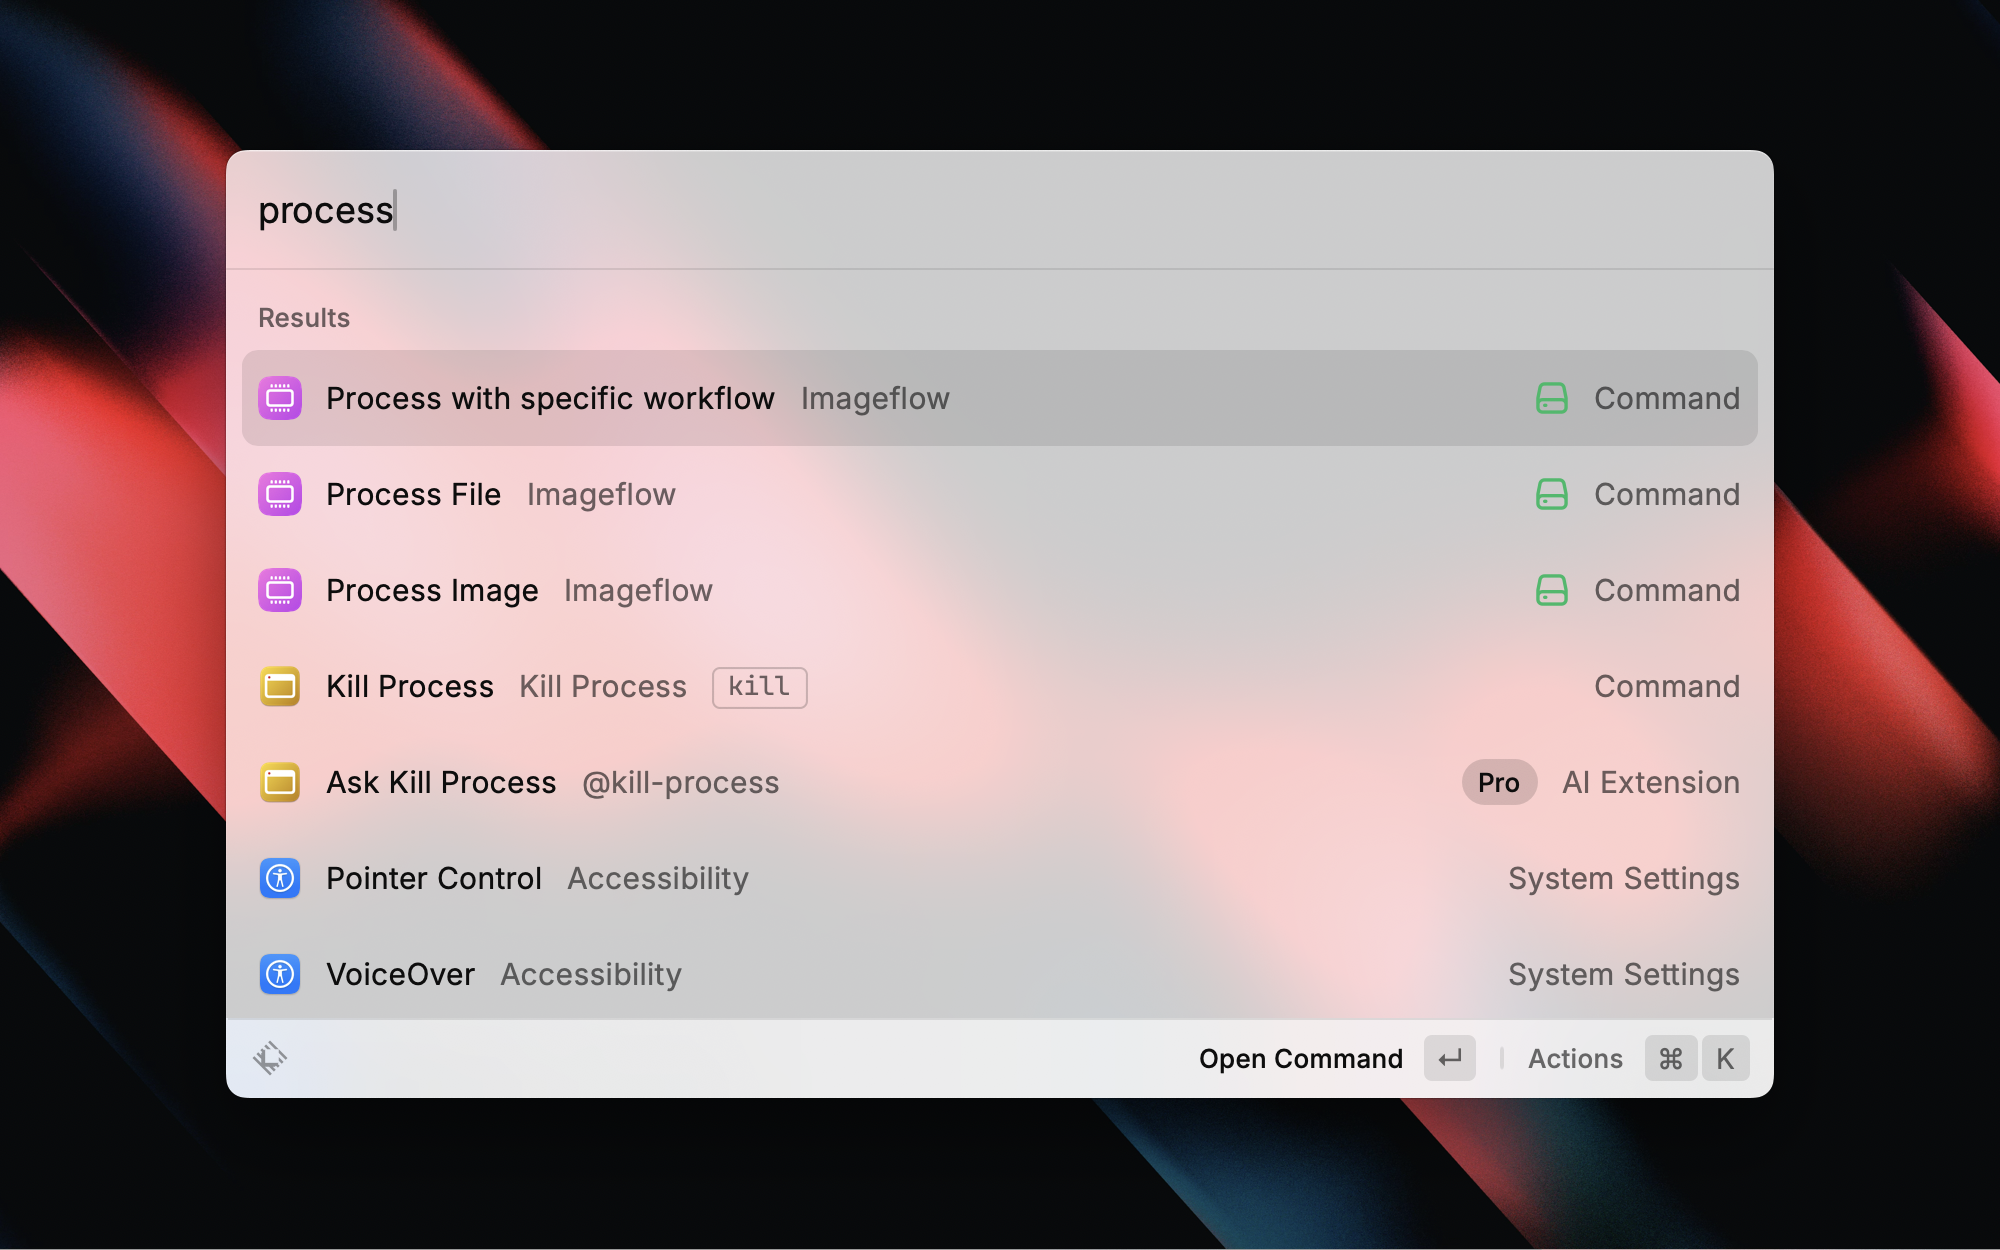 process
Results
Process with specific workflow Imageflow Command
Process File Imageflow Command
Process Image Imageflow Command
Kill Process Kill Process kill Command
Ask Kill Process @kill-process Pro AI Extension
Pointer Control Accessibility System Settings
VoiceOver Accessibility System Settings
Open Command ↵ Actions ⌘ K